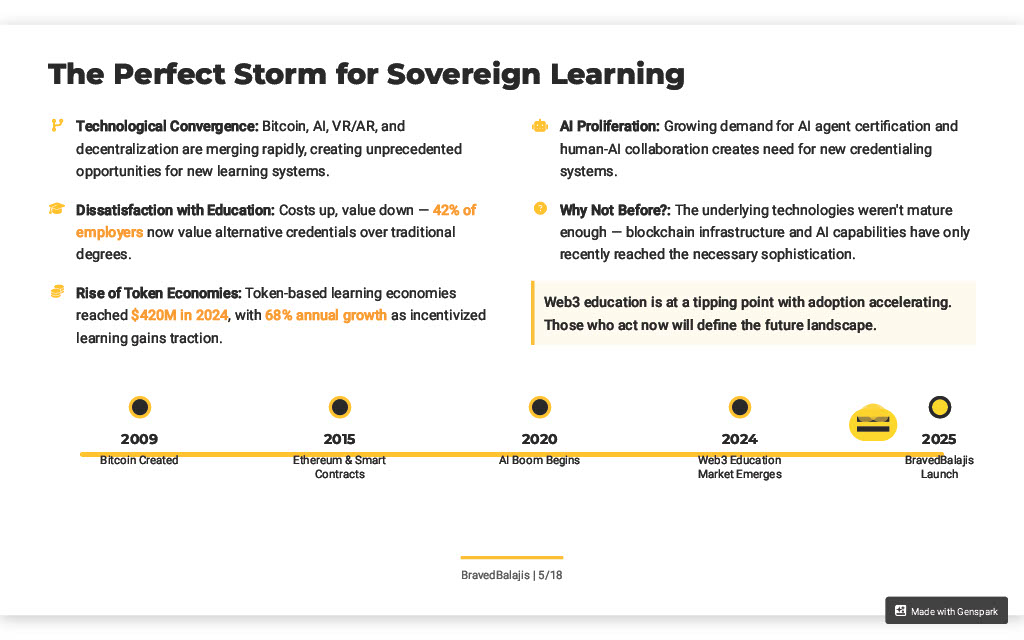 The Perfect Storm for Sovereign Learning
Technological Convergence: Bitcoin, AI, VR/AR, and
decentralization are merging rapidly, creating unprecedented
opportunities for new learning systems.
Dissatisfaction with Education: Costs up, value down — 42% of
employers now value alternative credentials over traditional
degrees.
Rise of Token Economies: Token-based learning economies
reached $420M in 2024, with 68% annual growth as incentivized
learning gains traction.
AI Proliferation: Growing demand for AI agent certification and
human-AI collaboration creates need for new credentialing
systems.
Why Not Before?: The underlying technologies weren't mature
enough — blockchain infrastructure and AI capabilities have only
recently reached the necessary sophistication.
Web3 education is at a tipping point with adoption accelerating.
Those who act now will define the future landscape.
2009
Bitcoin Created
2015
Ethereum & Smart
Contracts
2020
AI Boom Begins
2024
Web3 Education
Market Emerges
2025
BravedBalajis
Launch
BravedBalajis | 5/18
Made with Genspark